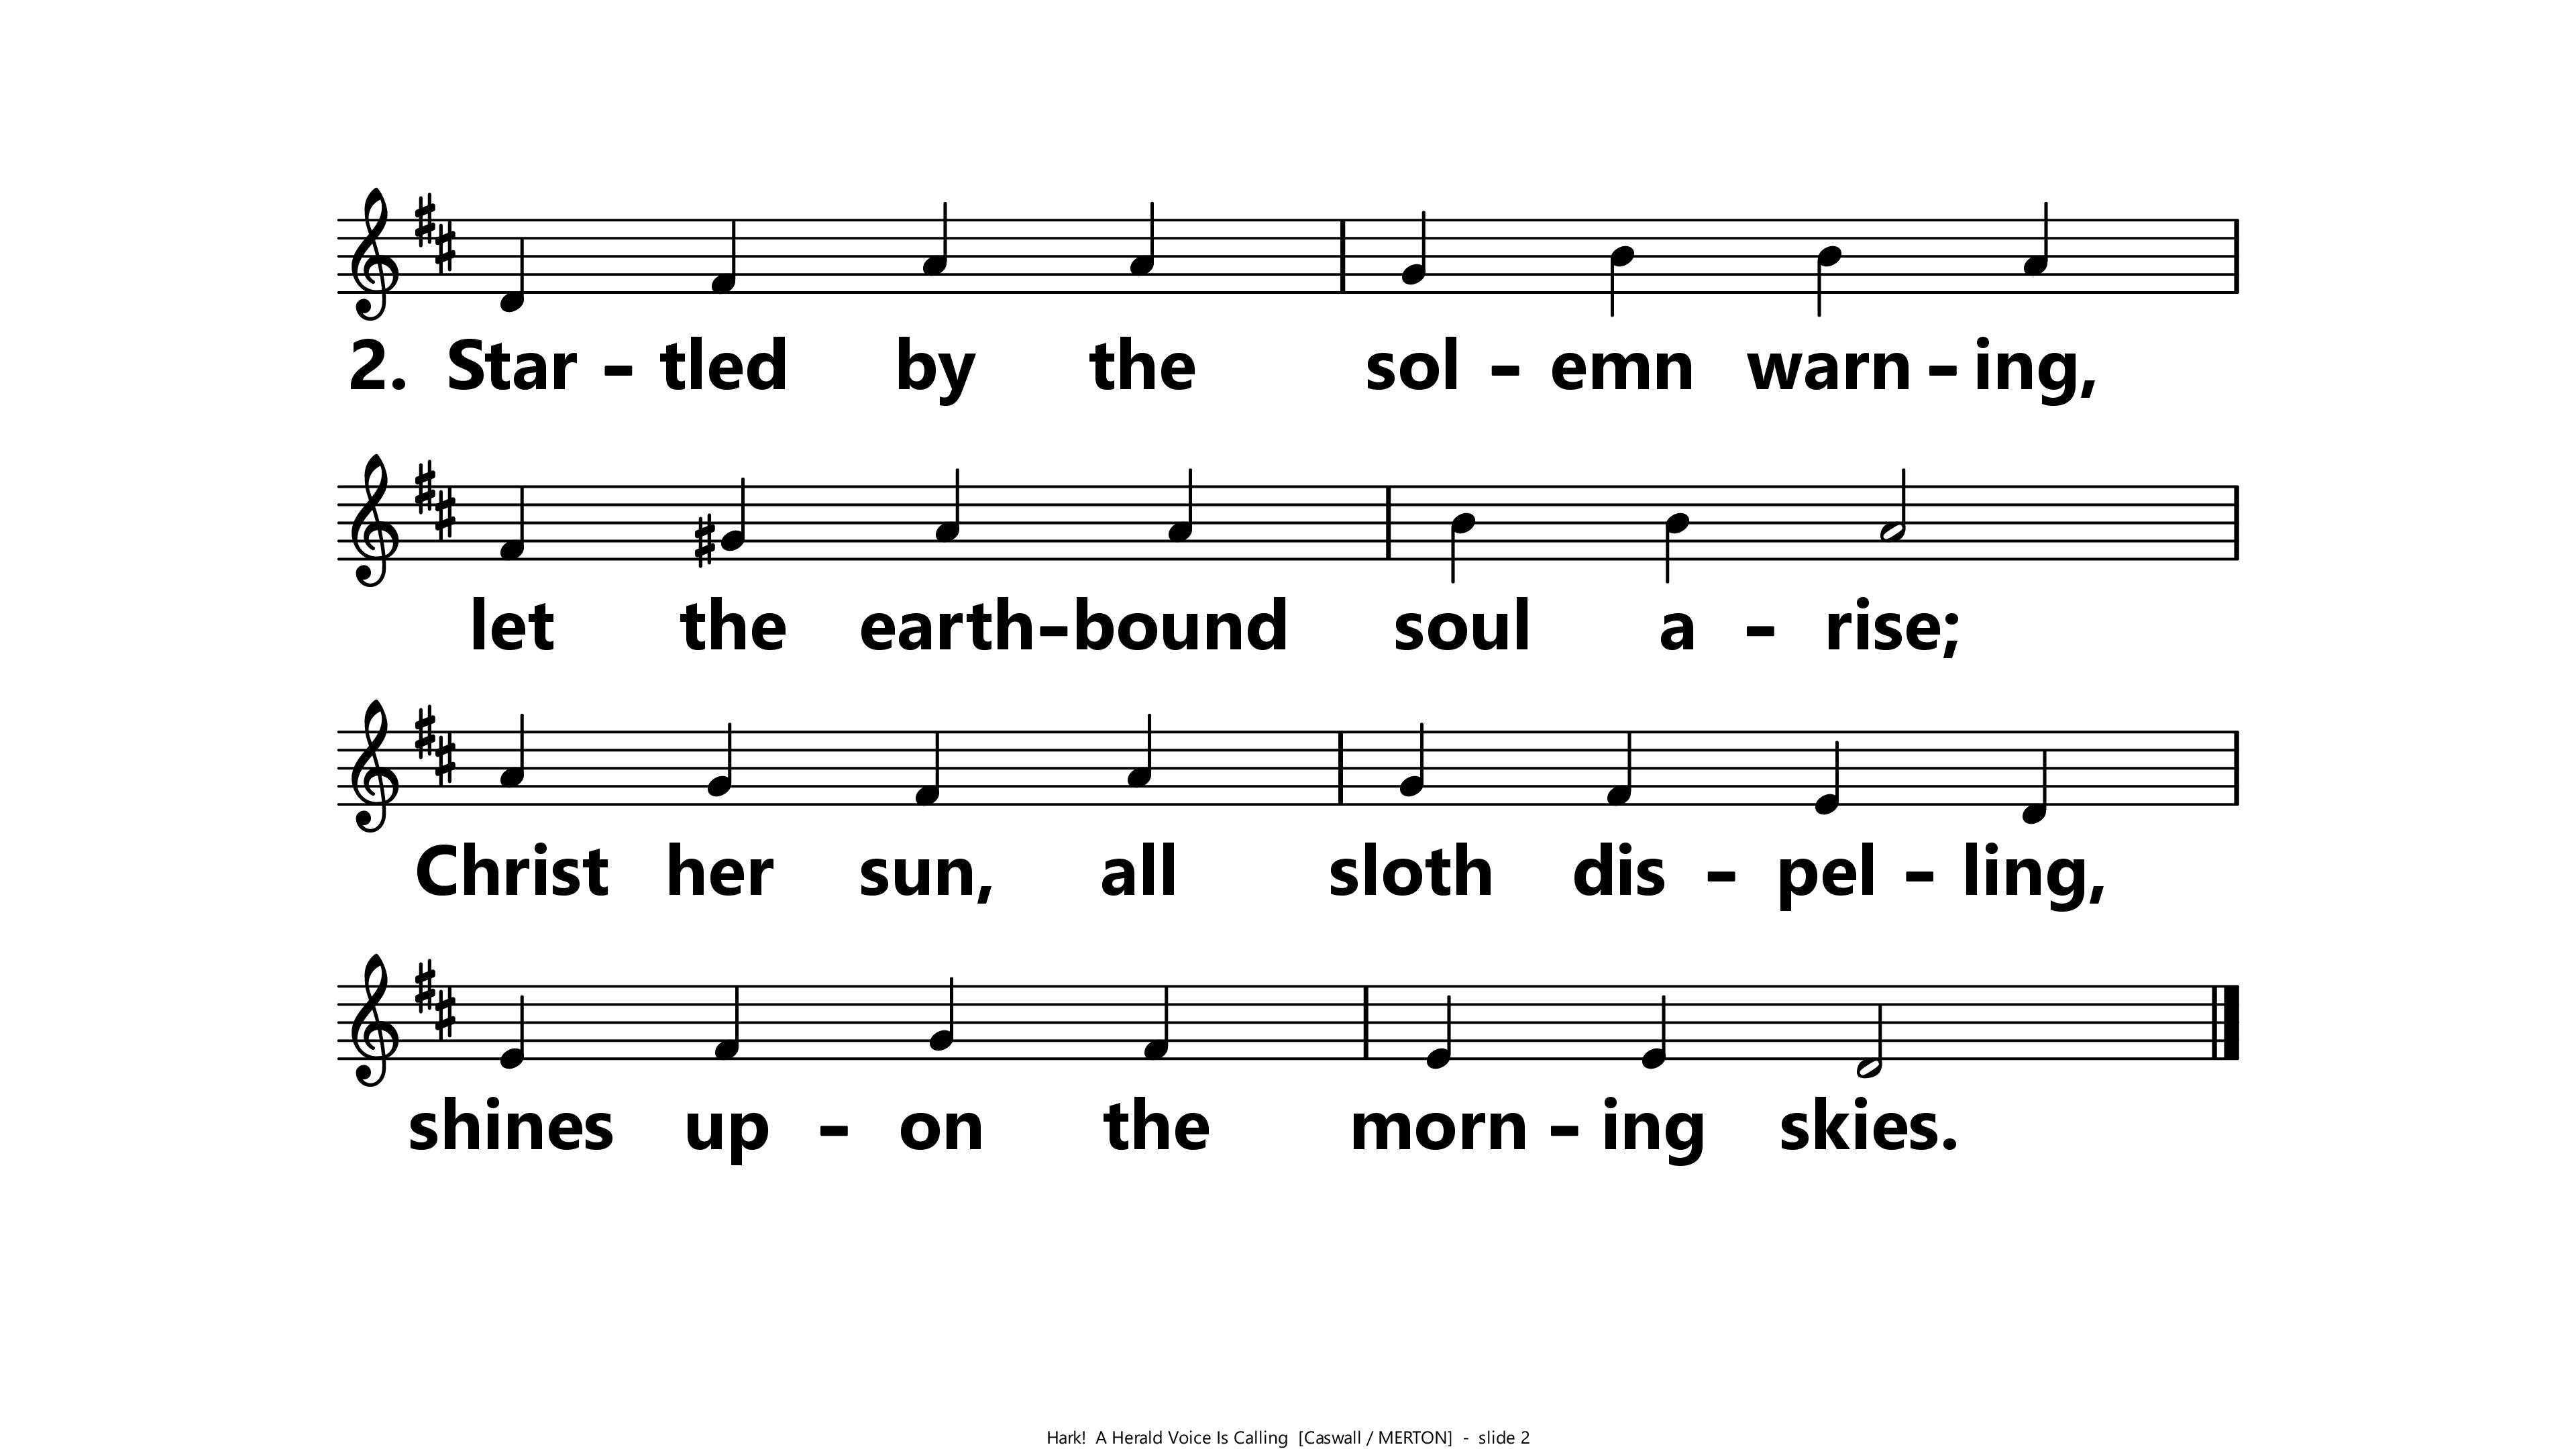 2. Star - tled by the sol - emn warn - ing,
let the earth-bound soul a - rise;
Christ her sun, all sloth dis - pel - ling,
shines up - on the morn - ing skies.
Hark! A Herald Voice Is Calling [Caswall / MERTON] - slide 2